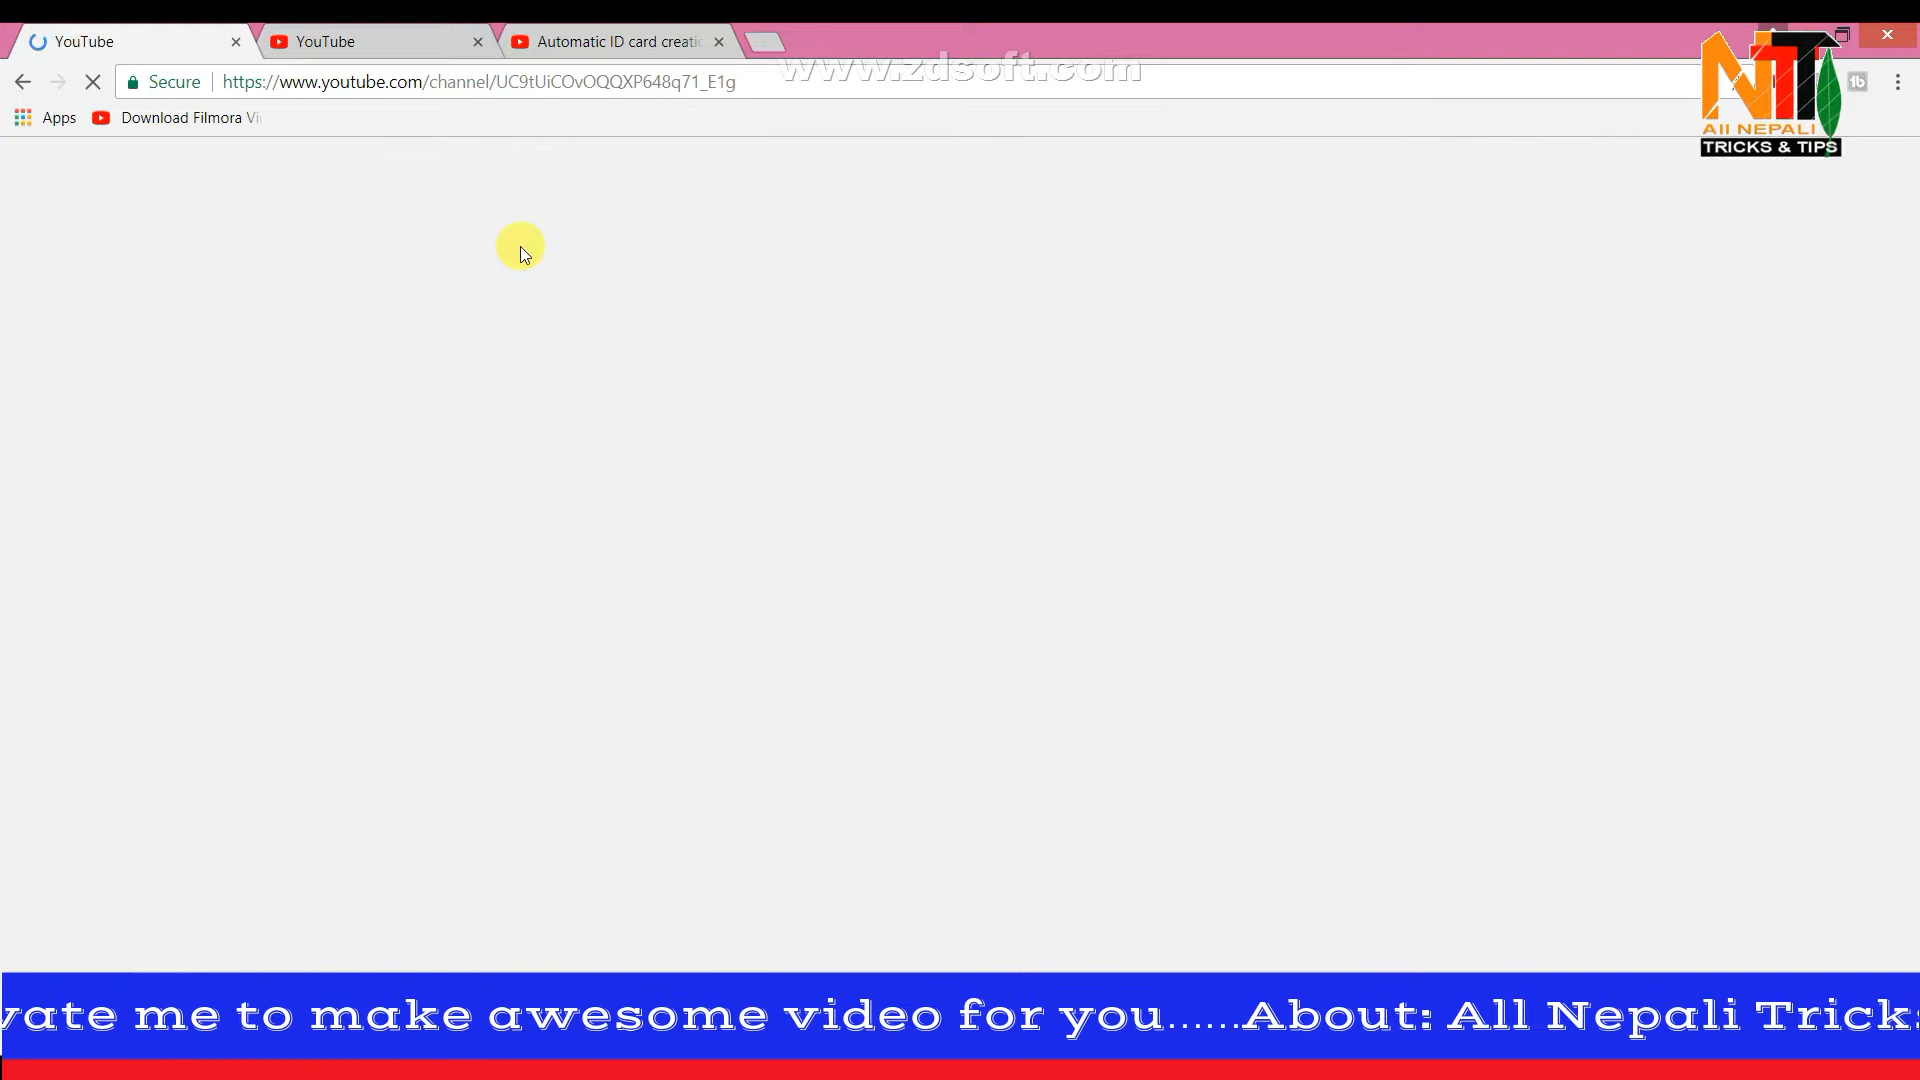 YouTube
YouTube
Automatic ID card creati
www.zdsoft.com
Secure
https://www.youtube.com/channel/UC9tUiCOvOQQXP648q71_E1g
Apps
Download Filmora Vi
NTT
All NEPALI
TRICKS & TIPS
vate me to make awesome video for you......About: All Nepali Trick